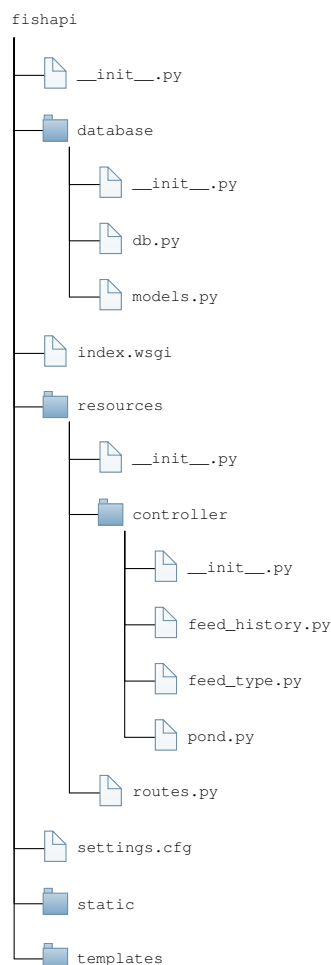 fishapi
__init__.py
database
__init__.py
db.py
models.py
index.wsgi
resources
__init__.py
controller
__init__.py
feed_history.py
feed_type.py
pond.py
routes.py
settings.cfg
static
templates